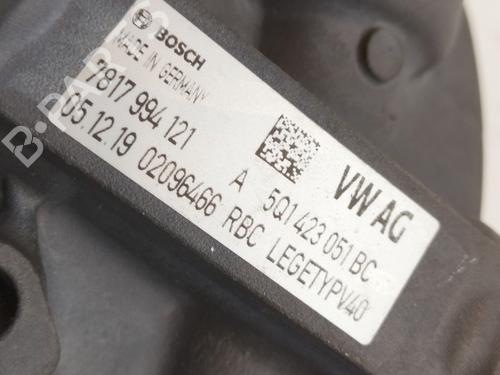 BOSCH
MADE IN GERMANY
7817 994 121
05.12.19 02096466 RBC LEGETYPV40
A 5Q1 423 051 BC
VW AG
B-PARTS